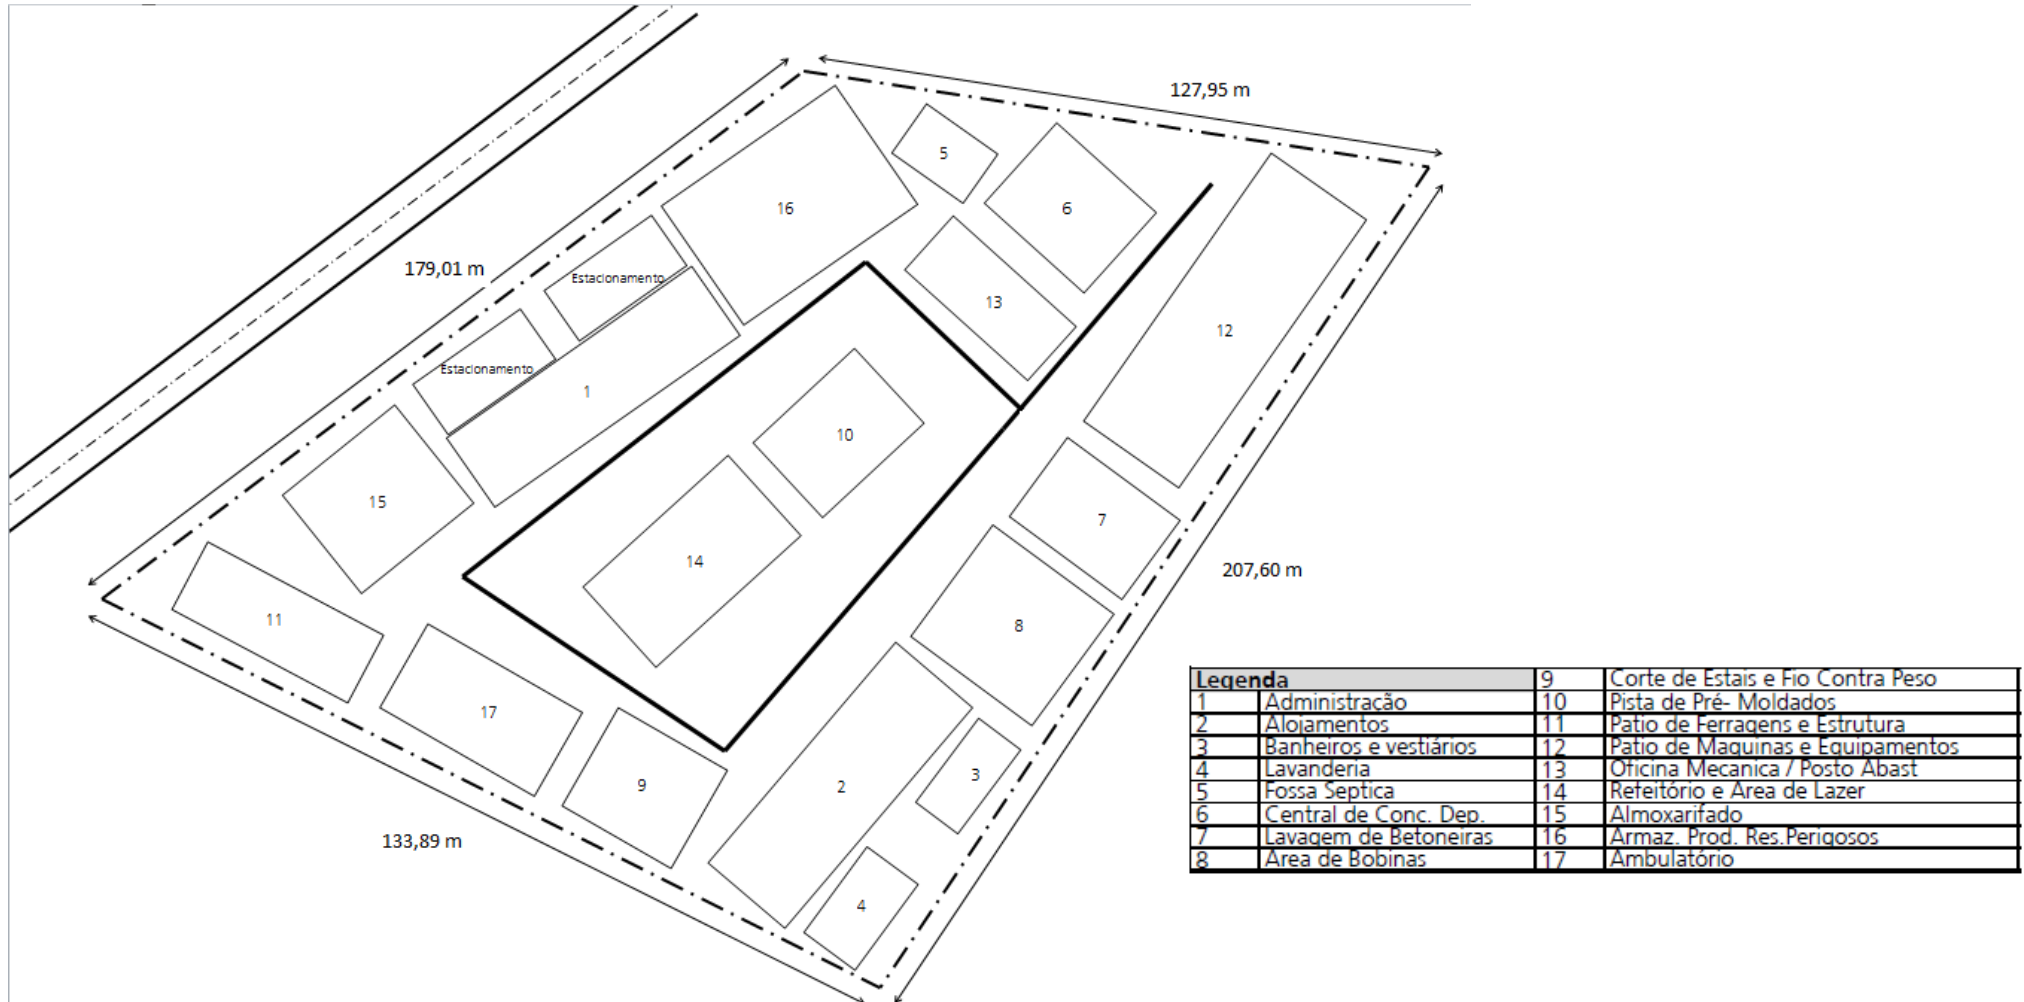 127,95 m
5
16
6
179,01 m
Estacionamento
13
12
Estacionamento
1
10
15
7
14
207,60 m
11
8
17
3
9
2
133,89 m
4
Legenda 9 Corte de Estais e Fio Contra Peso
1 Administração 10 Pista de Pré- Moldados
2 Alojamentos 11 Patio de Ferragens e Estrutura
3 Banheiros e vestiários 12 Patio de Maquinas e Equipamentos
4 Lavanderia 13 Oficina Mecanica / Posto Abast
5 Fossa Septica 14 Refeitório e Area de Lazer
6 Central de Conc. Dep. 15 Almoxarifado
7 Lavagem de Betoneiras 16 Armaz. Prod. Res.Perigosos
8 Area de Bobinas 17 Ambulatório